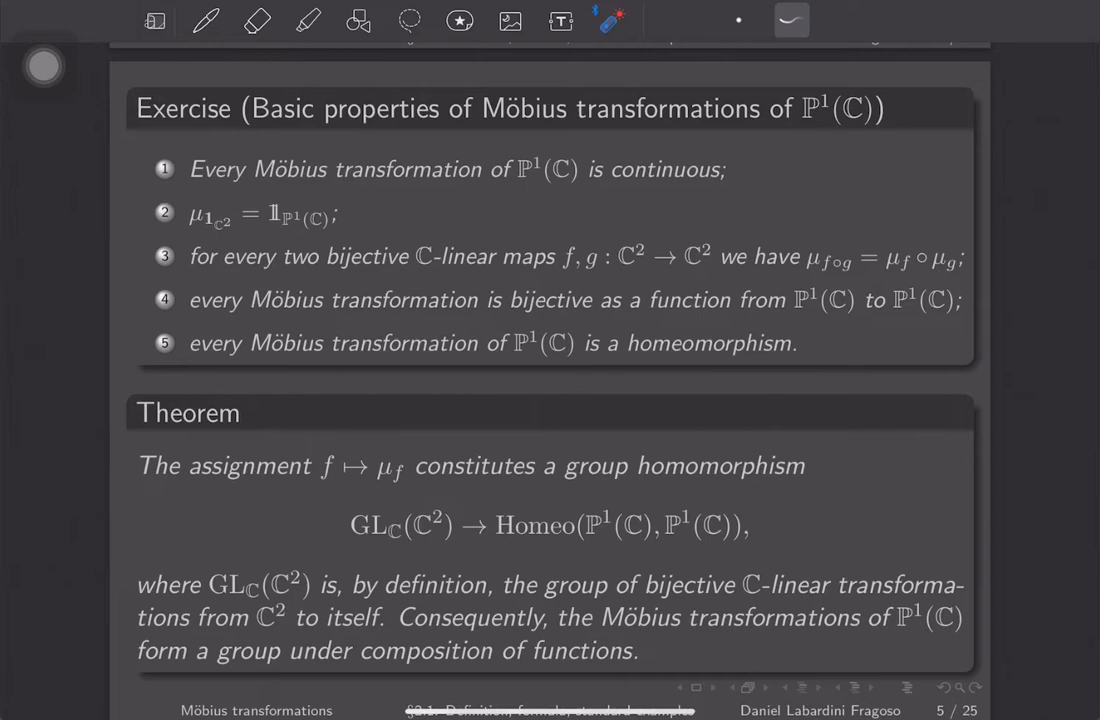 Exercise (Basic properties of Möbius transformations of ℙ¹(ℂ))
1 Every Möbius transformation of ℙ¹(ℂ) is continuous;
2 μ_{𝟏_{ℂ²}} = 𝟙_{ℙ¹(ℂ)};
3 for every two bijective ℂ-linear maps f, g : ℂ² → ℂ² we have μ_{f∘g} = μ_f ∘ μ_g;
4 every Möbius transformation is bijective as a function from ℙ¹(ℂ) to ℙ¹(ℂ);
5 every Möbius transformation of ℙ¹(ℂ) is a homeomorphism.
Theorem
The assignment f ↦ μ_f constitutes a group homomorphism
GL_ℂ(ℂ²) → Homeo(ℙ¹(ℂ), ℙ¹(ℂ)),
where GL_ℂ(ℂ²) is, by definition, the group of bijective ℂ-linear transforma-
tions from ℂ² to itself. Consequently, the Möbius transformations of ℙ¹(ℂ)
form a group under composition of functions.
Möbius transformations
Daniel Labardini Fragoso
5 / 25